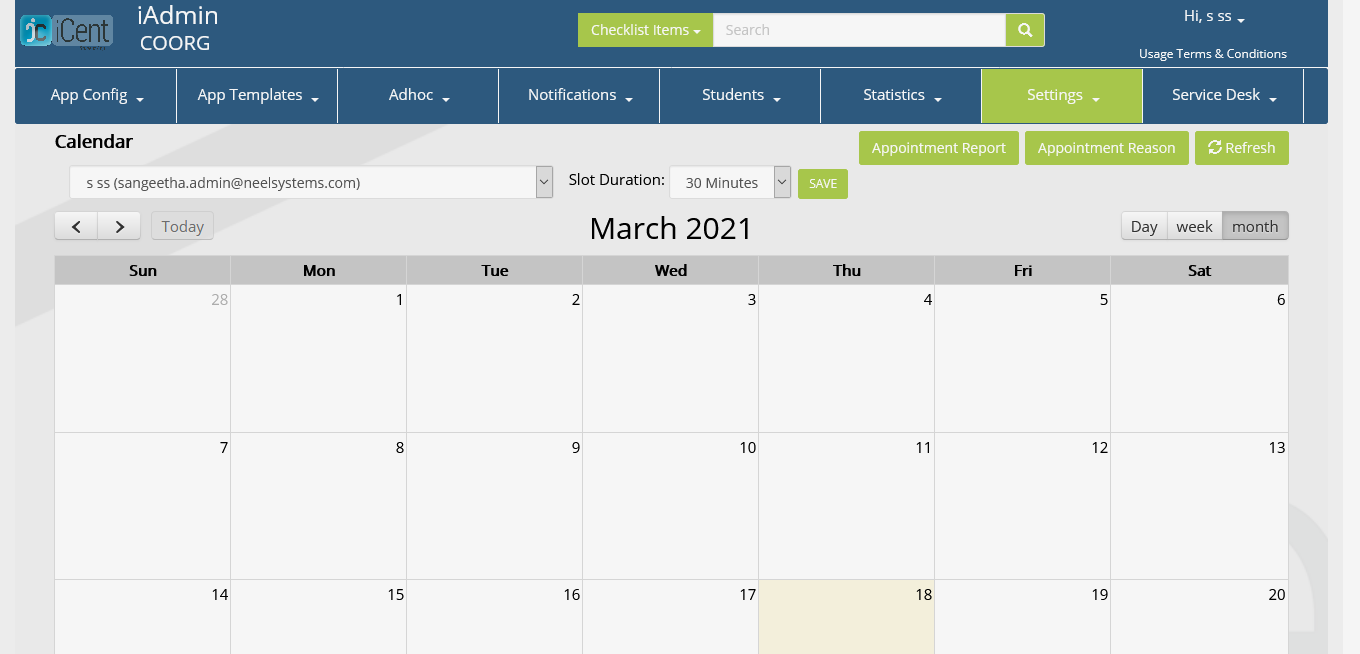 jc iCent
iAdmin
COORG
Checklist Items
Search
Hi, s ss
Usage Terms & Conditions
App Config
App Templates
Adhoc
Notifications
Students
Statistics
Settings
Service Desk
Calendar
Appointment Report
Appointment Reason
Refresh
s ss (sangeetha.admin@neelsystems.com)
Slot Duration:
30 Minutes
SAVE
Today
March 2021
Day
week
month
Sun Mon Tue Wed Thu Fri Sat
28 1 2 3 4 5 6
7 8 9 10 11 12 13
14 15 16 17 18 19 20